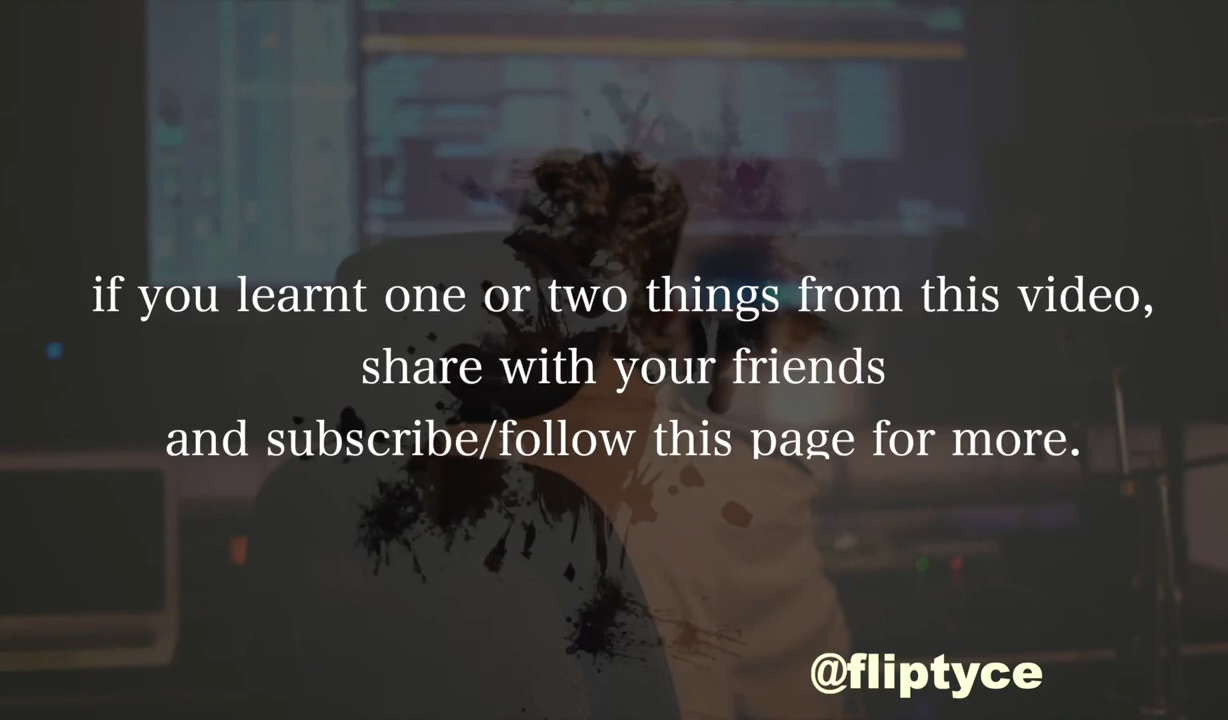 if you learnt one or two things from this video,
share with your friends
and subscribe/follow this page for more.
@fliptyce